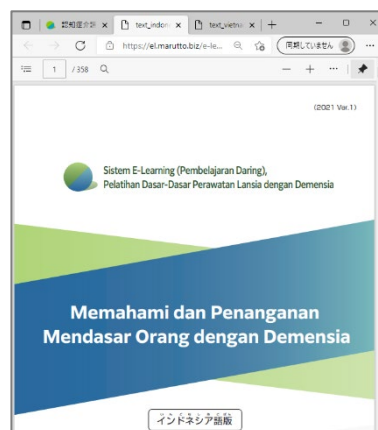 認知症介護
text_indon
text_vietna
https://el.marutto.biz/e-le...
同期していません
1 / 358
(2021 Ver.1)
Sistem E-Learning (Pembelajaran Daring),
Pelatihan Dasar-Dasar Perawatan Lansia dengan Demensia
Memahami dan Penanganan
Mendasar Orang dengan Demensia
インドネシア語版